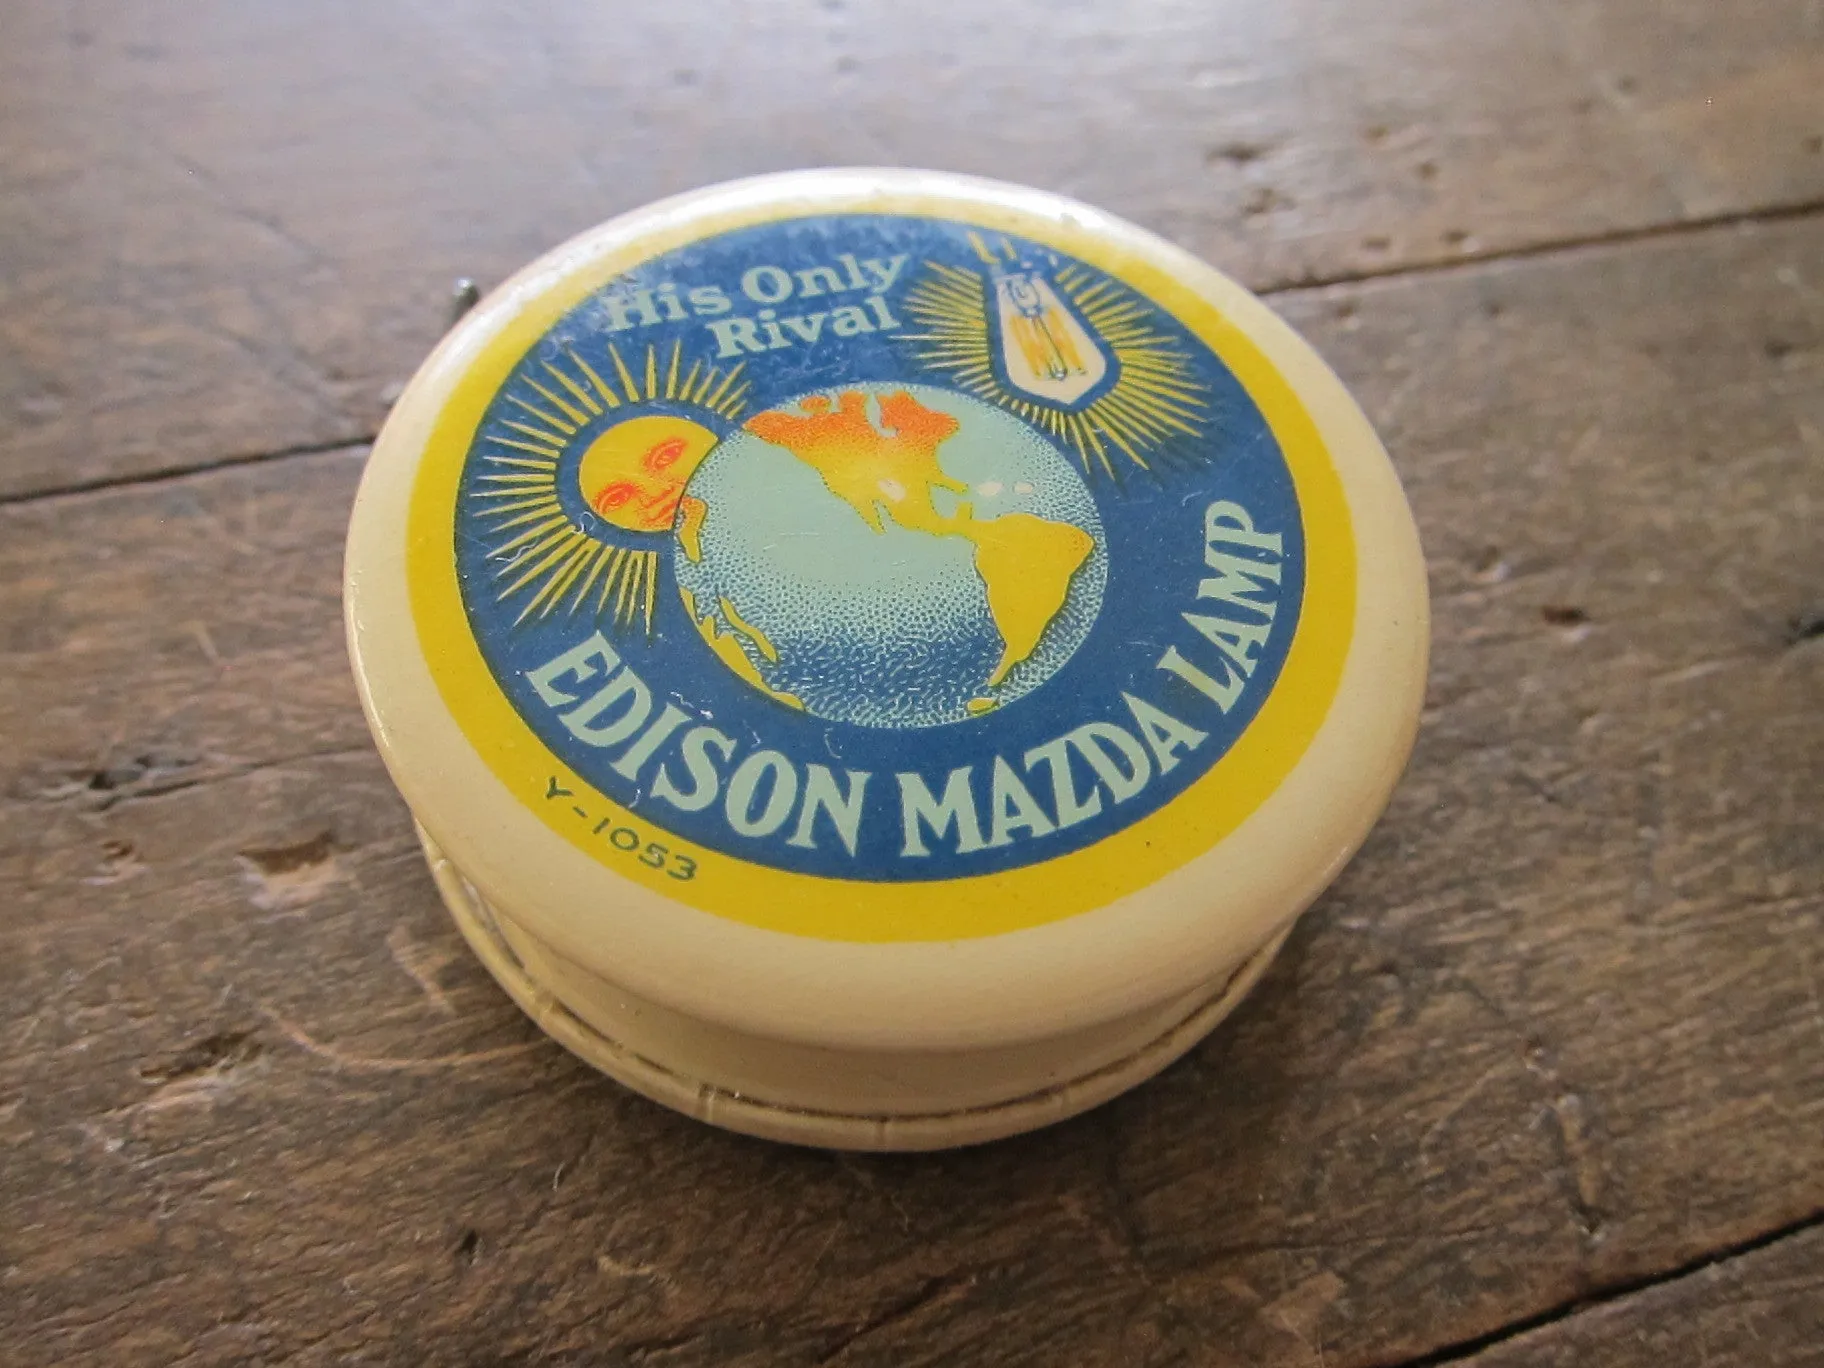 His Only
Rival
EDISON MAZDA LAMP
Y-1053